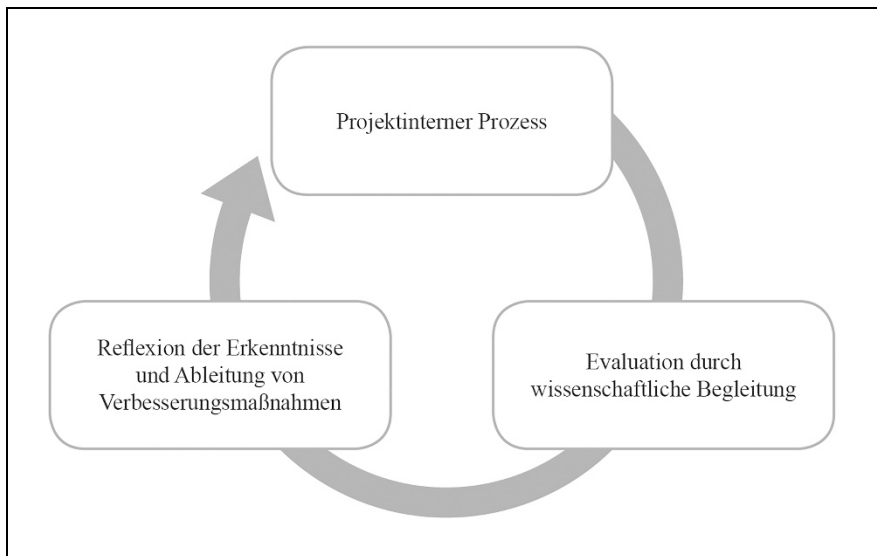 Projektinterner Prozess
Reflexion der Erkenntnisse
und Ableitung von
Verbesserungsmaßnahmen
Evaluation durch
wissenschaftliche Begleitung